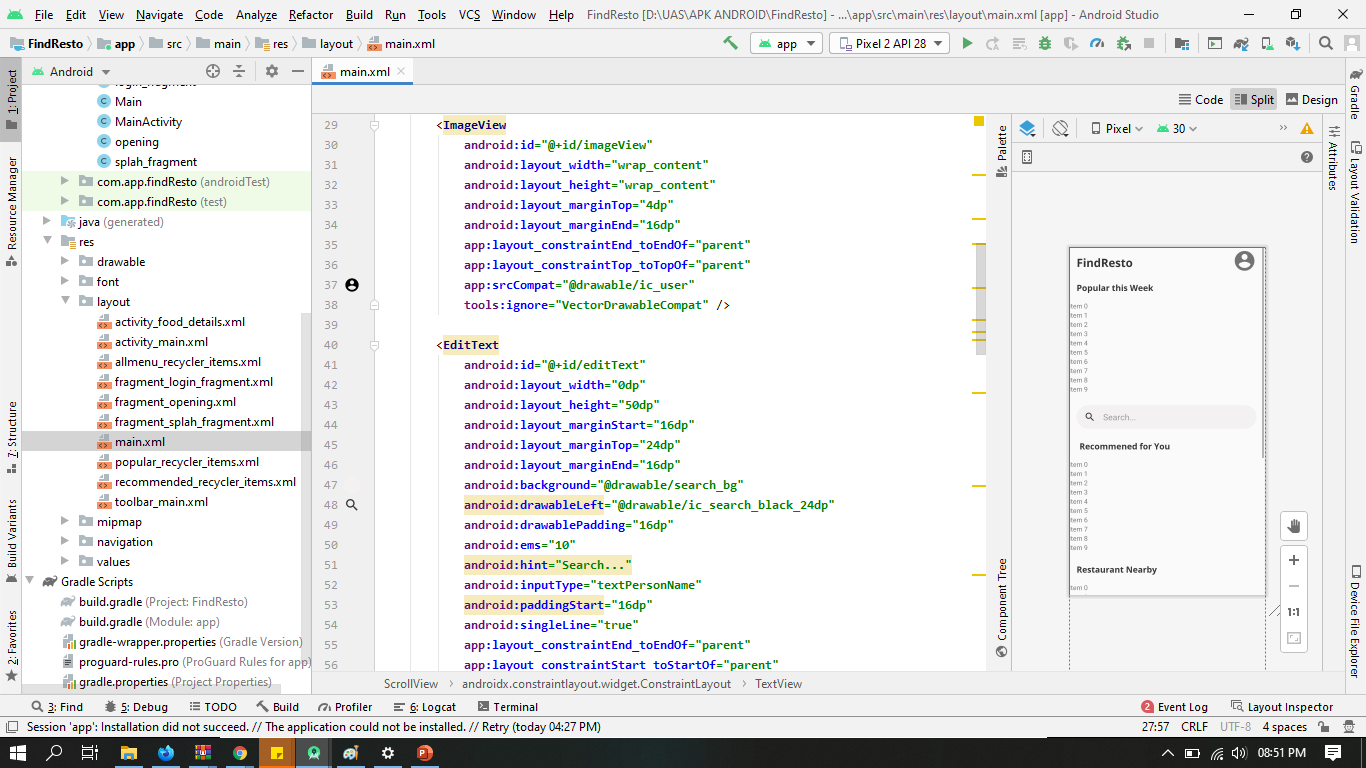 File Edit View Navigate Code Analyze Refactor Build Run Tools VCS Window Help FindResto [D:\UAS\APK ANDROID\FindResto] - ...\app\src\main\res\layout\main.xml [app] - Android Studio
FindResto app src main res layout main.xml app Pixel 2 API 28
1: Project
Resource Manager
7: Structure
Build Variants
2: Favorites
Android
Main
MainActivity
opening
splah_fragment
com.app.findResto (androidTest)
com.app.findResto (test)
java (generated)
res
drawable
font
layout
activity_food_details.xml
activity_main.xml
allmenu_recycler_items.xml
fragment_login_fragment.xml
fragment_opening.xml
fragment_splah_fragment.xml
main.xml
popular_recycler_items.xml
recommended_recycler_items.xml
toolbar_main.xml
mipmap
navigation
values
Gradle Scripts
build.gradle (Project: FindResto)
build.gradle (Module: app)
gradle-wrapper.properties (Gradle Version)
proguard-rules.pro (ProGuard Rules for app)
gradle.properties (Project Properties)
main.xml
Code Split Design
29 <ImageView
30 android:id="@+id/imageView"
31 android:layout_width="wrap_content"
32 android:layout_height="wrap_content"
33 android:layout_marginTop="4dp"
34 android:layout_marginEnd="16dp"
35 app:layout_constraintEnd_toEndOf="parent"
36 app:layout_constraintTop_toTopOf="parent"
37 app:srcCompat="@drawable/ic_user"
38 tools:ignore="VectorDrawableCompat" />
39
40 <EditText
41 android:id="@+id/editText"
42 android:layout_width="0dp"
43 android:layout_height="50dp"
44 android:layout_marginStart="16dp"
45 android:layout_marginTop="24dp"
46 android:layout_marginEnd="16dp"
47 android:background="@drawable/search_bg"
48 android:drawableLeft="@drawable/ic_search_black_24dp"
49 android:drawablePadding="16dp"
50 android:ems="10"
51 android:hint="Search..."
52 android:inputType="textPersonName"
53 android:paddingStart="16dp"
54 android:singleLine="true"
55 app:layout_constraintEnd_toEndOf="parent"
56 app:layout_constraintStart_toStartOf="parent"
ScrollView androidx.constraintlayout.widget.ConstraintLayout TextView
Palette
Component Tree
Pixel 30
FindResto
Popular this Week
Item 0
Item 1
Item 2
Item 3
Item 4
Item 5
Item 6
Item 7
Item 8
Item 9
Search...
Recommened for You
Item 0
Item 1
Item 2
Item 3
Item 4
Item 5
Item 6
Item 7
Item 8
Item 9
Restaurant Nearby
Item 0
1:1
Attributes
Gradle
Layout Validation
Device File Explorer
3: Find 5: Debug TODO Build Profiler 6: Logcat Terminal 2 Event Log Layout Inspector
Session 'app': Installation did not succeed. // The application could not be installed. // Retry (today 04:27 PM) 27:57 CRLF UTF-8 4 spaces
08:51 PM